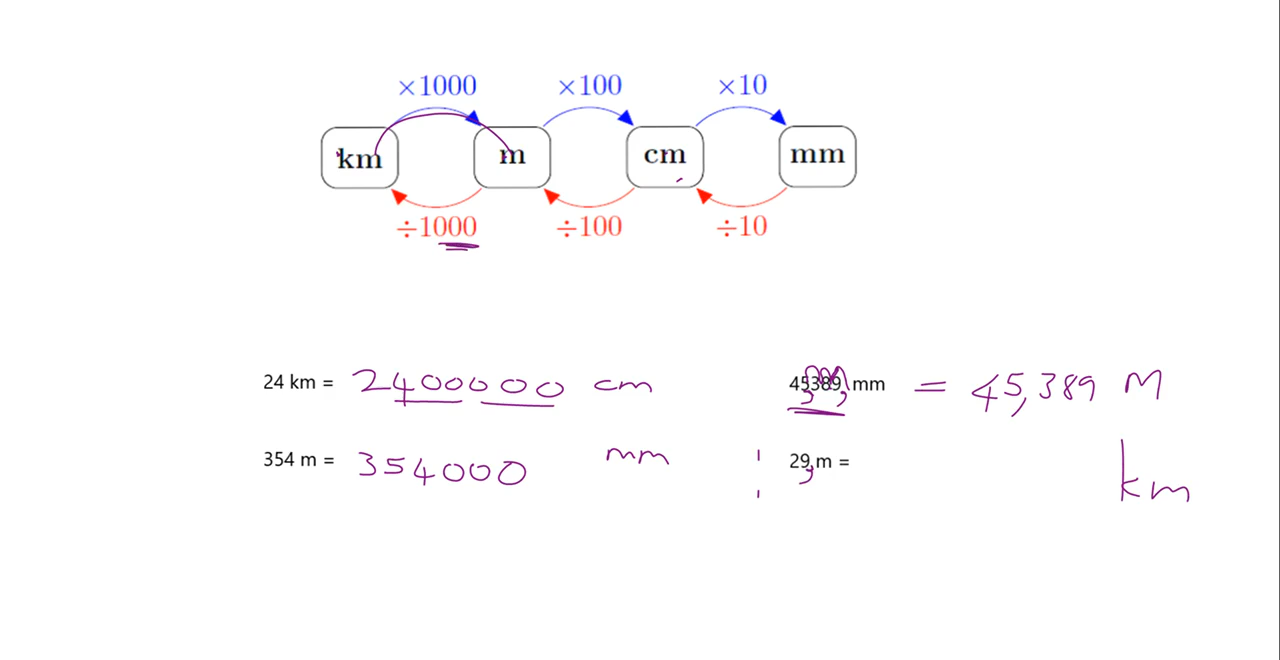 ×1000 ×100 ×10
km m cm mm
÷1000 ÷100 ÷10
24 km = 2400000 cm
45389 mm = 45,389 M
354 m = 354000 mm
29 m = km